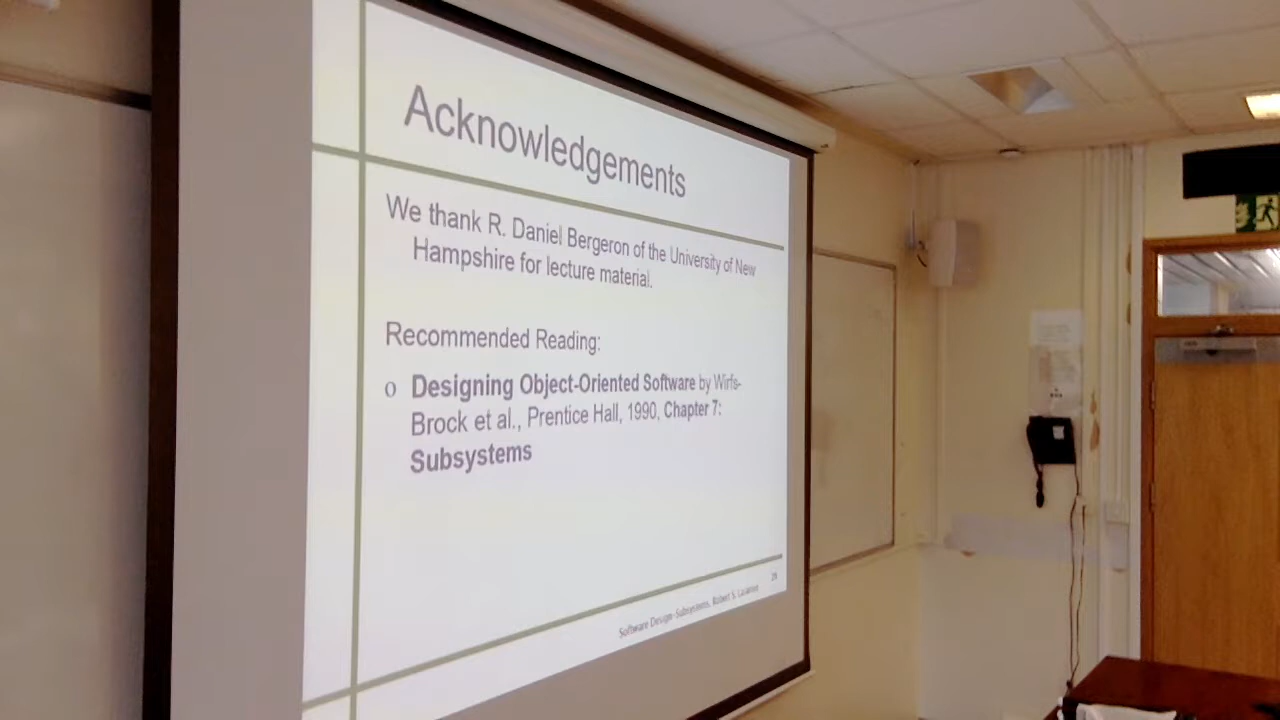 Acknowledgements
We thank R. Daniel Bergeron of the University of New
Hampshire for lecture material.
Recommended Reading:
o Designing Object-Oriented Software by Wirfs-
Brock et al., Prentice Hall, 1990, Chapter 7:
Subsystems
Software Design-Subsystems, Robert S.